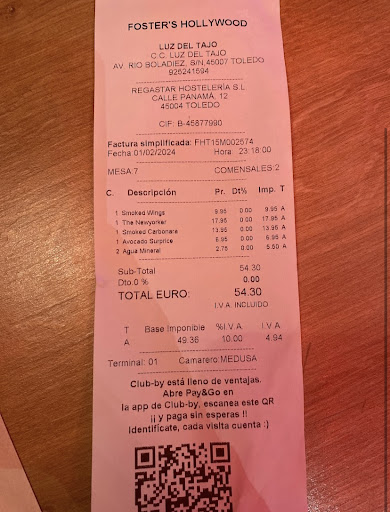 FOSTER'S HOLLYWOOD
LUZ DEL TAJO
C.C. LUZ DEL TAJO
AV. RIO BOLADIEZ, S/N,45007 TOLEDO
925241594
REGASTAR HOSTELERÍA S.L
CALLE PANAMÁ, 12
45004 TOLEDO
CIF: B-45877990
Factura simplificada: FHT15M002574
Fecha:01/02/2024 Hora: 23:18:00
MESA:7 COMENSALES:2
C. Descripción Pr. Dt% Imp. T
1 Smoked Wings 9.95 0.00 9.95 A
1 The Newyorker 17.95 0.00 17.95 A
1 Smoked Carbonara 13.95 0.00 13.95 A
1 Avocado Surprice 6.95 0.00 6.95 A
2 Agua Mineral 2.75 0.00 5.50 A
Sub-Total 54.30
Dto.0 % 0.00
TOTAL EURO: 54.30
I.V.A. INCLUIDO
T Base Imponible %I.V.A I.V.A
A 49.36 10.00 4.94
Terminal: 01 Camarero:MEDUSA
Club-by está lleno de ventajas.
Abre Pay&Go en
la app de Club-by, escanea este QR
¡¡ y paga sin esperas !!
Identifícate, cada visita cuenta :)